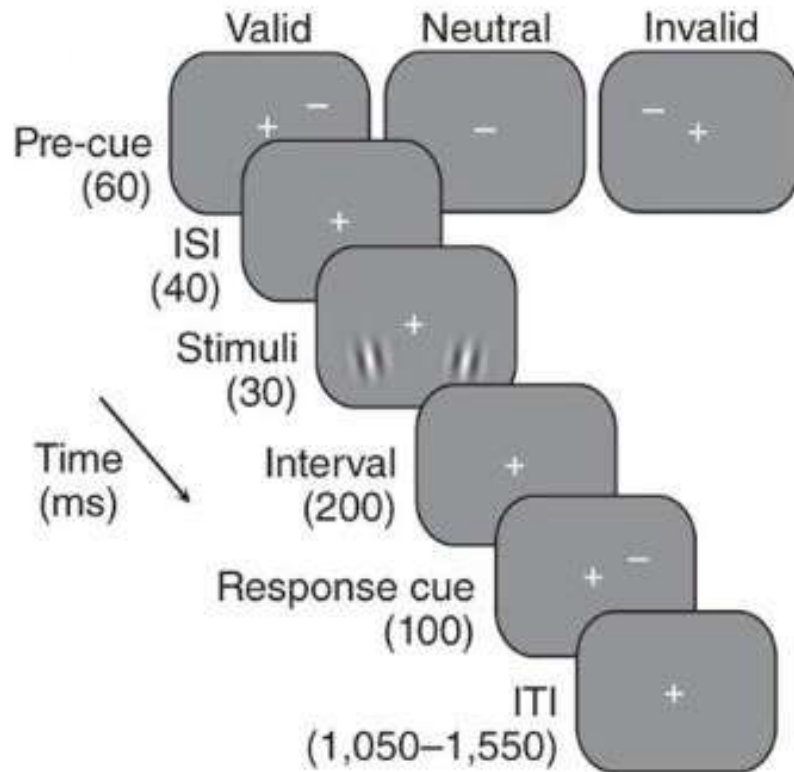 Valid
Neutral
Invalid
Pre-cue
(60)
ISI
(40)
Stimuli
(30)
Time
(ms)
Interval
(200)
Response cue
(100)
ITI
(1,050–1,550)